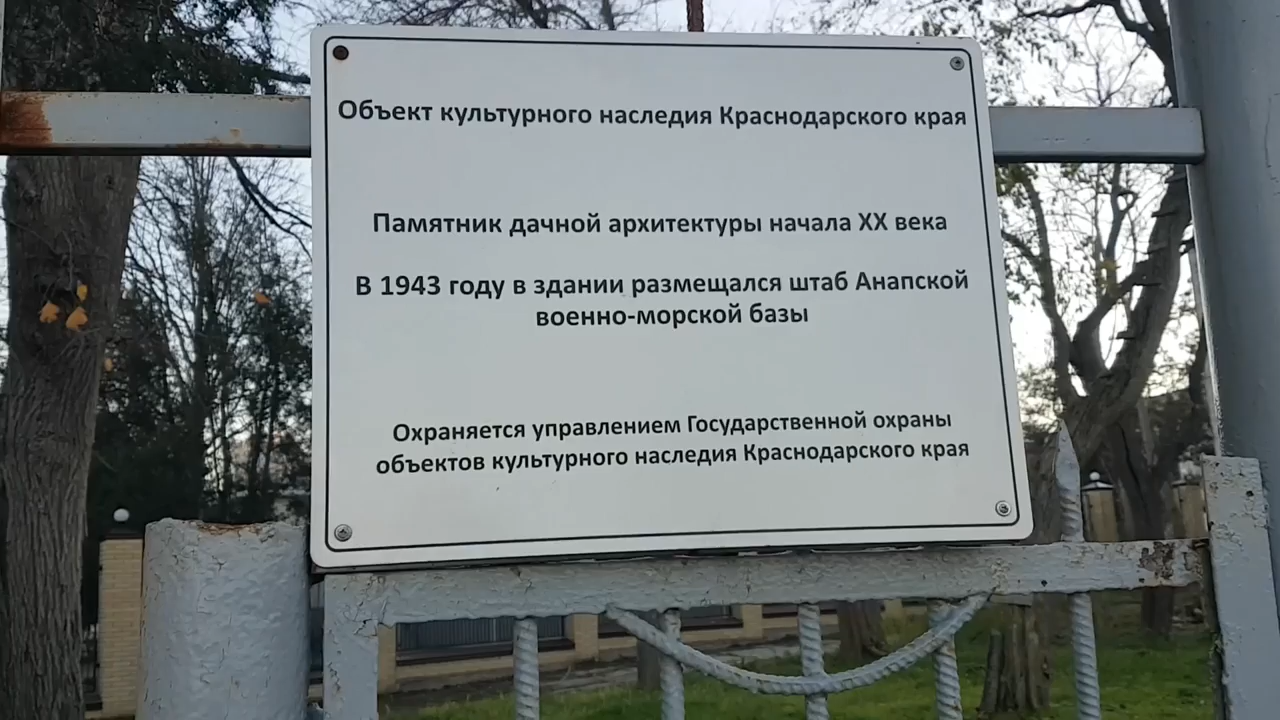 Объект культурного наследия Краснодарского края
Памятник дачной архитектуры начала XX века
В 1943 году в здании размещался штаб Анапской
военно-морской базы
Охраняется управлением Государственной охраны
объектов культурного наследия Краснодарского края